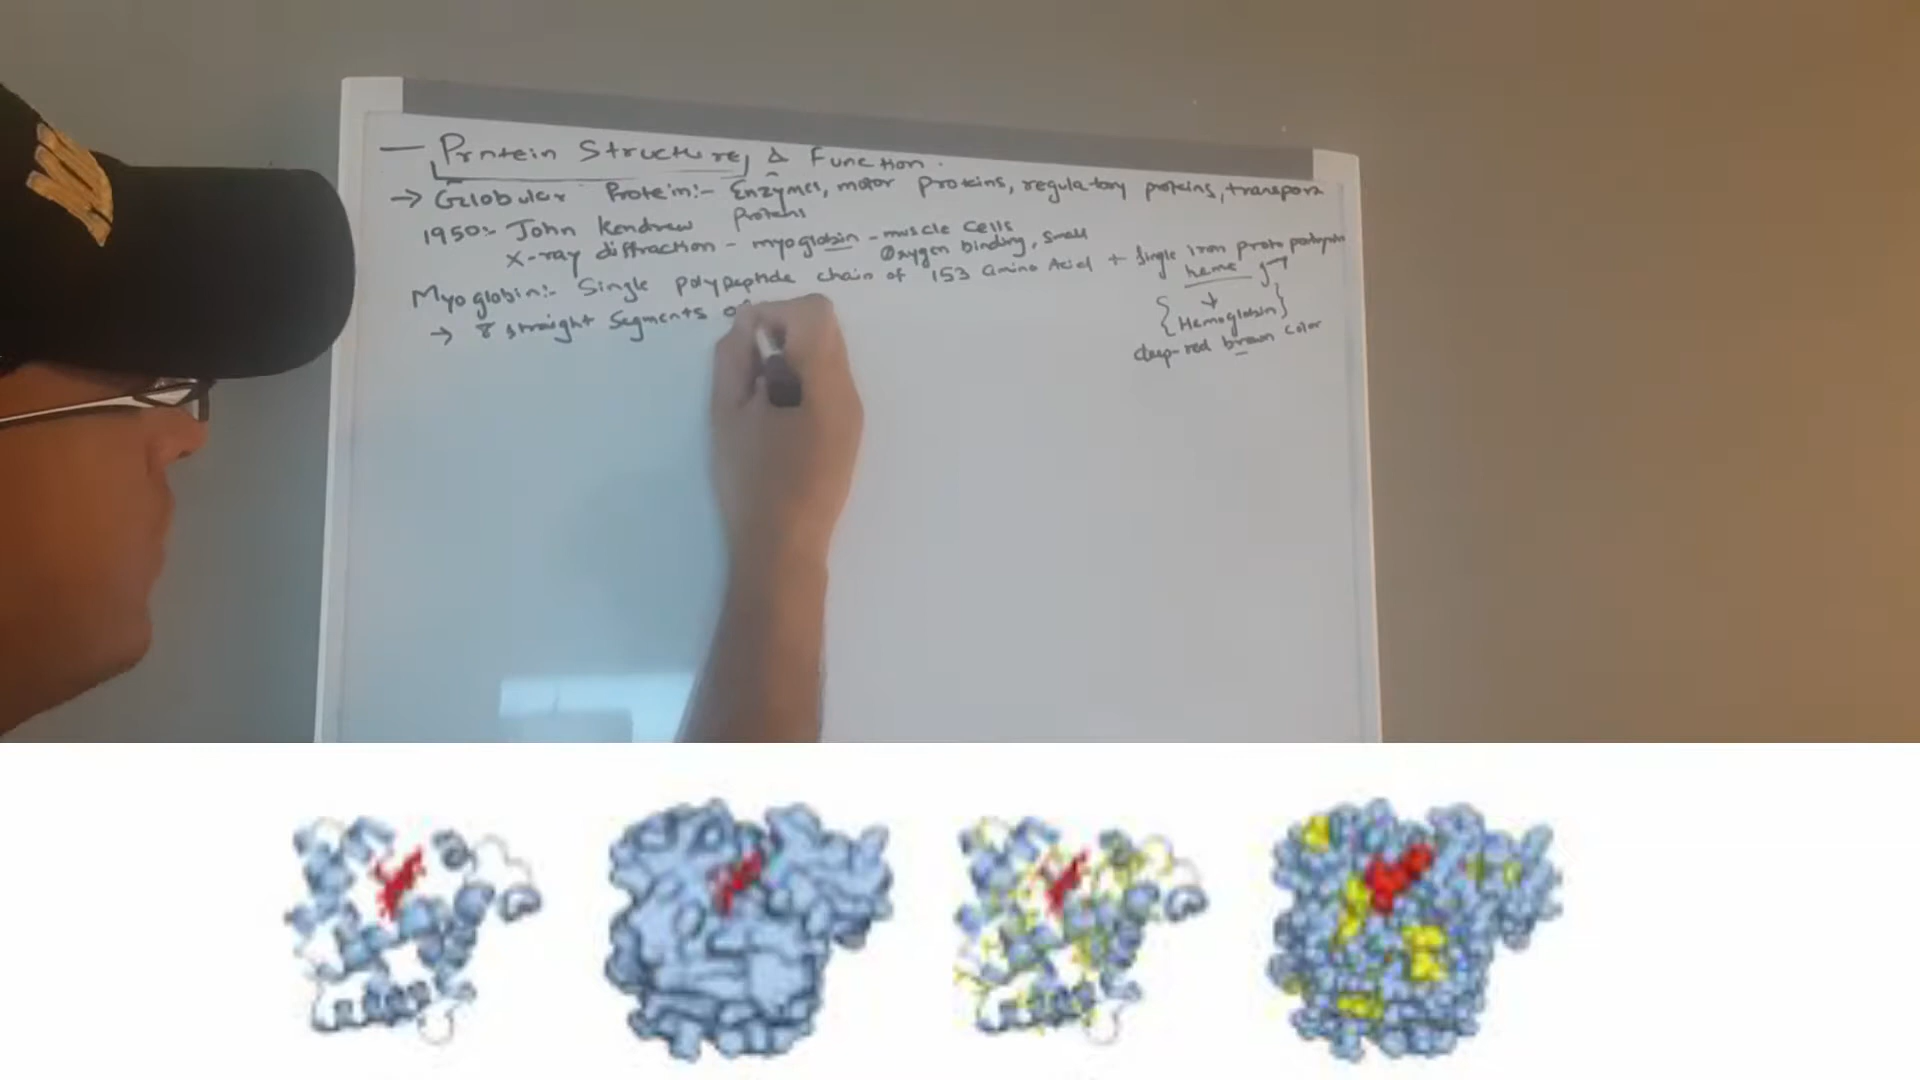 — Protein Structure & Function.
→ Globular Protein:- Enzymes, motor proteins, regulatory proteins, transport
Proteins
1950:- John Kendrew
X-ray diffraction - myoglobin - muscle cells
Oxygen binding, small
Myoglobin:- Single polypeptide chain of 153 amino Acid + Single iron proto
heme
↓
{Hemoglobin}
deep-red brown color
→ 8 straight segments